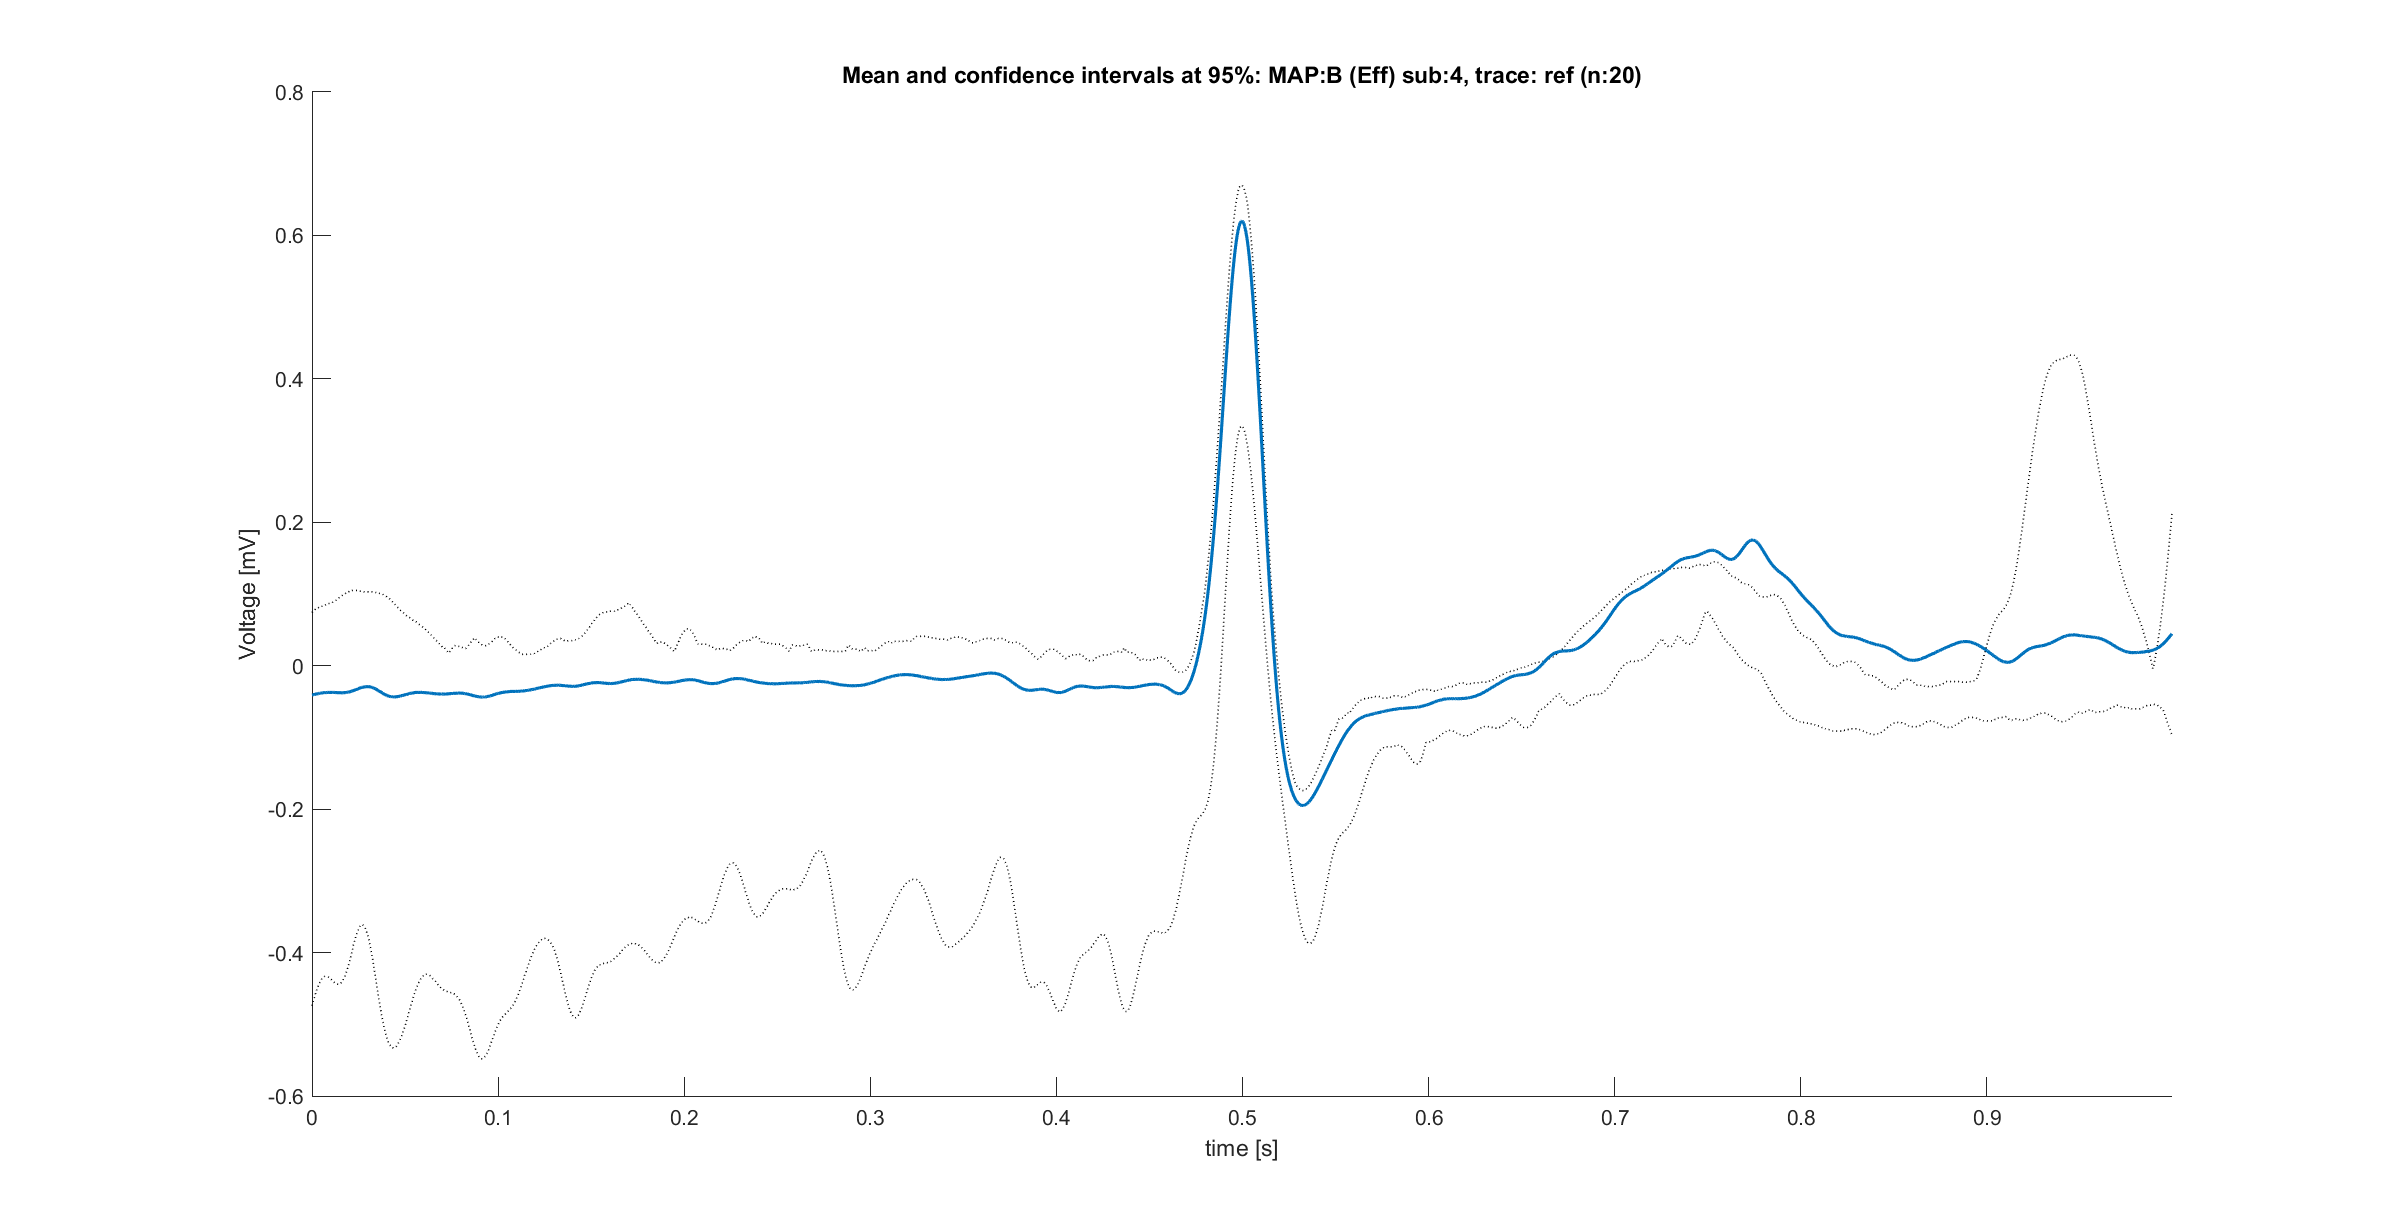 Mean and confidence intervals at 95%: MAP:B (Eff) sub:4, trace: ref (n:20)
0.8
0.6
0.4
0.2
0
-0.2
-0.4
-0.6
Voltage [mV]
0 0.1 0.2 0.3 0.4 0.5 0.6 0.7 0.8 0.9
time [s]